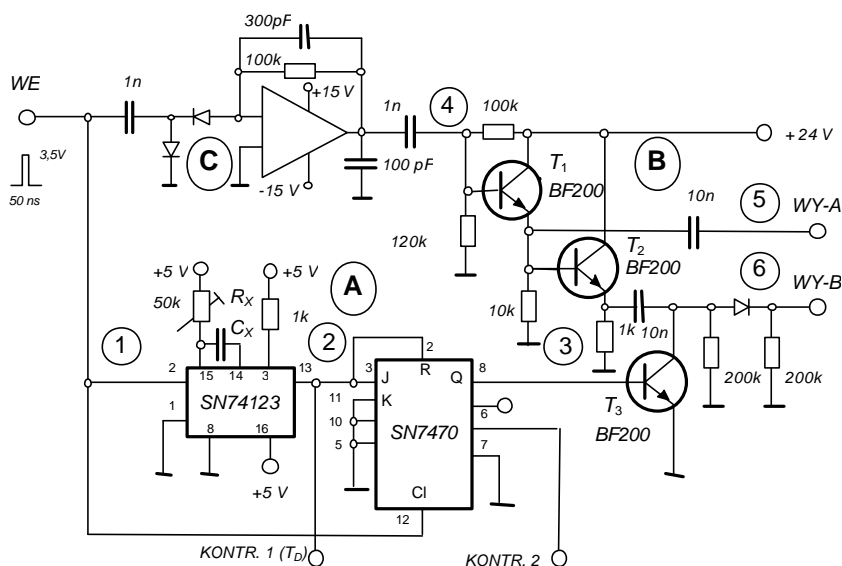 300pF
100k
WE
1n
+15 V
1n
4
100k
+ 24 V
3,5V
50 ns
C
-15 V
100 pF
T1
BF200
B
10n
5
WY-A
120k
T2
BF200
6
WY-B
+5 V
+5 V
A
50k
RX
1k
CX
10k
1k
10n
1
2
3
200k
200k
2
15
14
3
13
3
J
2
R
Q
8
T3
BF200
1
SN74123
11
K
6
10
SN7470
8
16
5
7
+5 V
Cl
12
KONTR. 1 (TD)
KONTR. 2